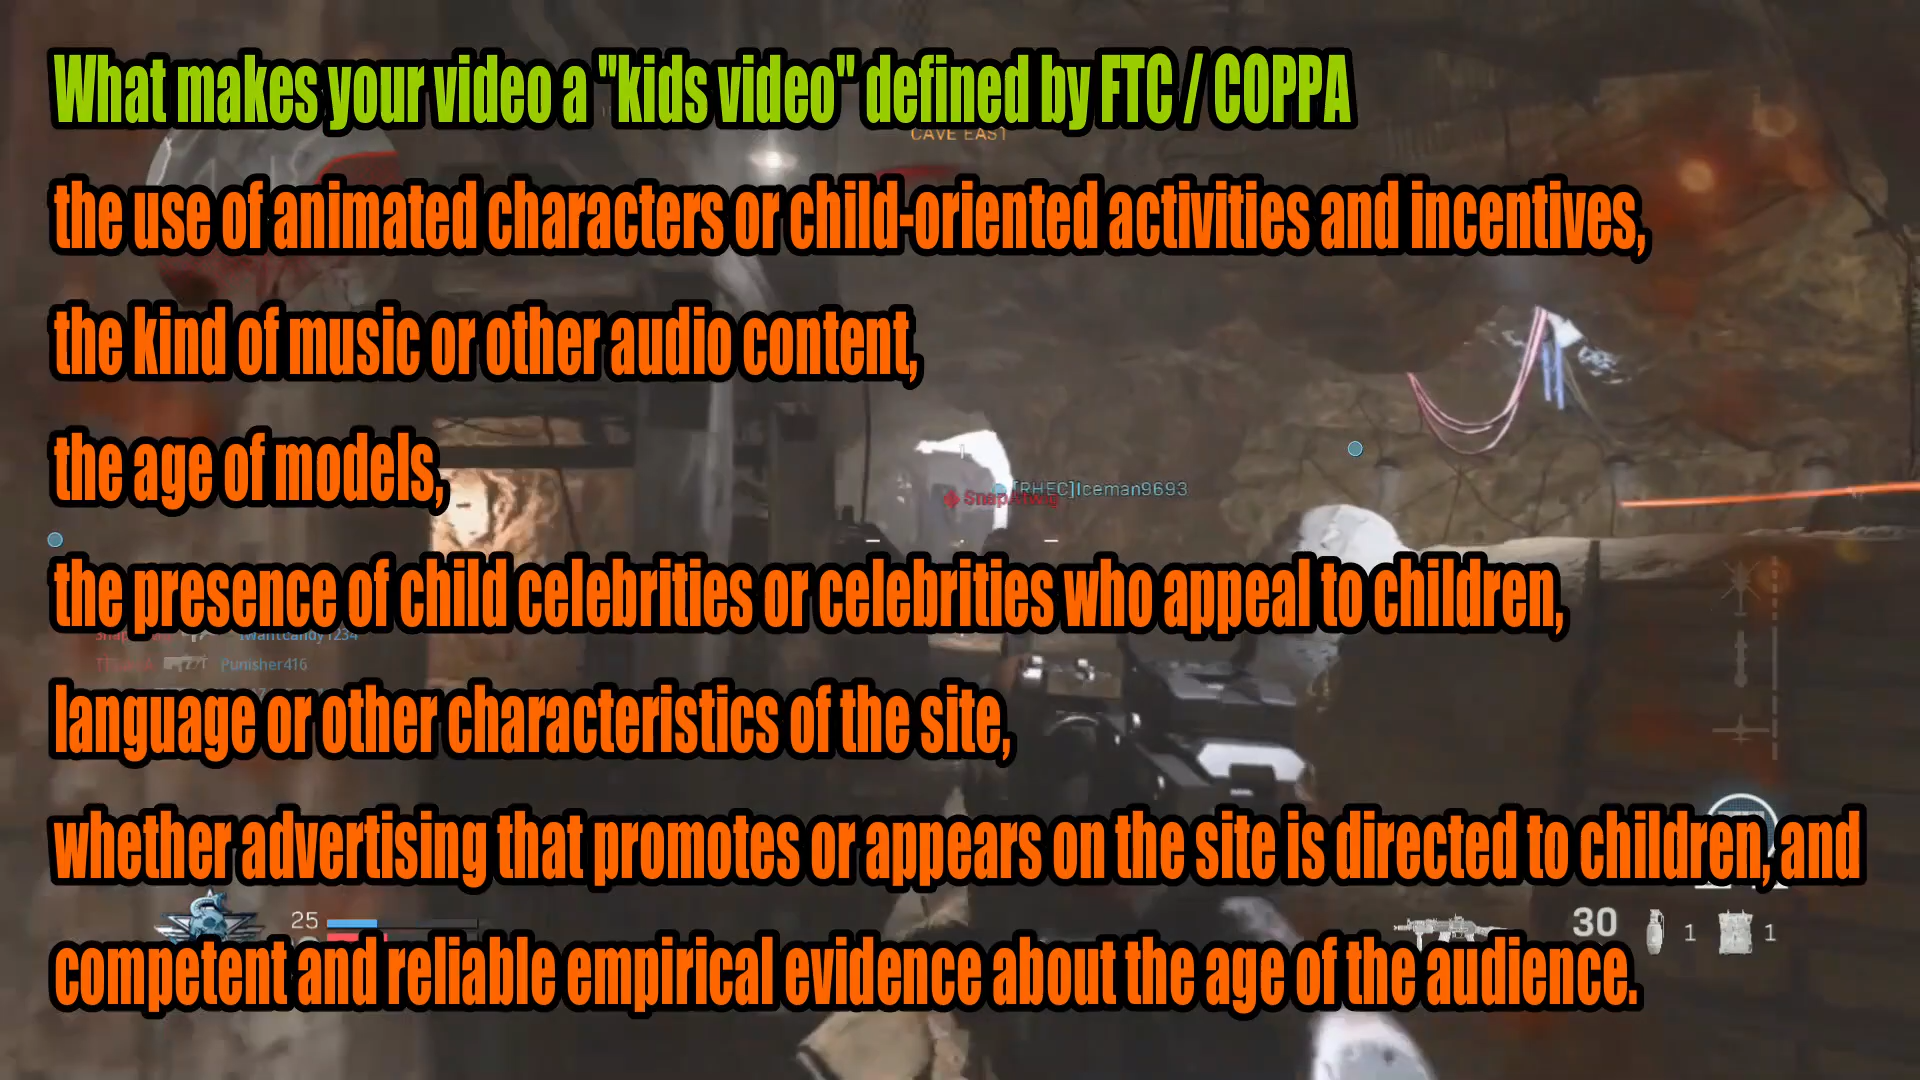 What makes your video a "kids video" defined by FTC / COPPA
CAVE EAST
the use of animated characters or child-oriented activities and incentives,
the kind of music or other audio content,
the age of models,
[RHEC]Iceman9693
the presence of child celebrities or celebrities who appeal to children,
Iwantcandy1234
Punisher416
language or other characteristics of the site,
whether advertising that promotes or appears on the site is directed to children, and
25
30 1 1
competent and reliable empirical evidence about the age of the audience.